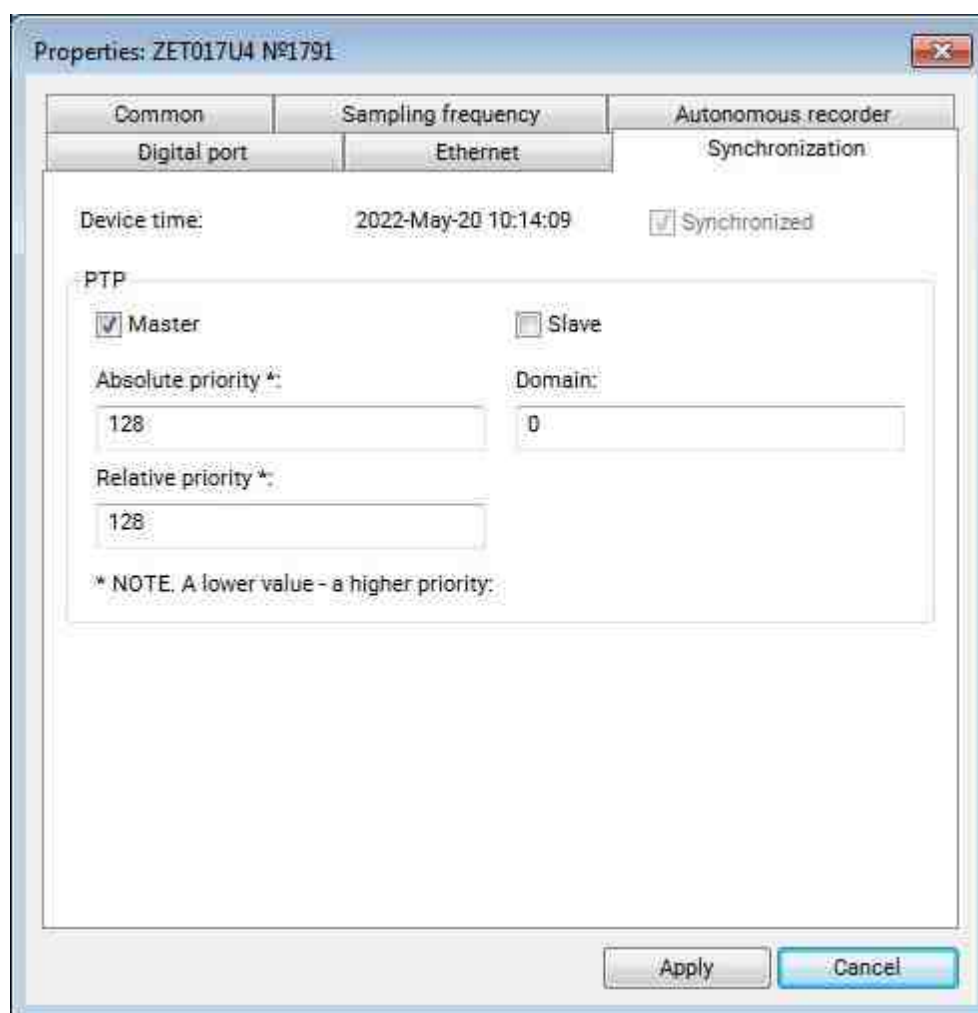 Properties: ZET017U4 №1791
Common Sampling frequency Autonomous recorder
Digital port Ethernet Synchronization
Device time: 2022-May-20 10:14:09 Synchronized
PTP
Master Slave
Absolute priority *: Domain:
128 0
Relative priority *:
128
* NOTE. A lower value - a higher priority:
Apply Cancel